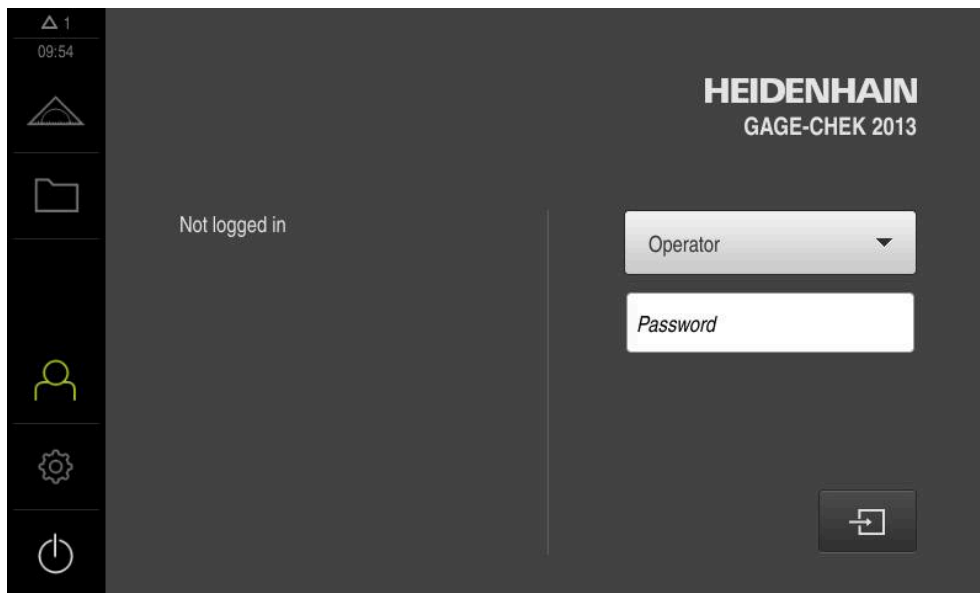 1
09:54
HEIDENHAIN
GAGE-CHEK 2013
Not logged in
Operator
Password